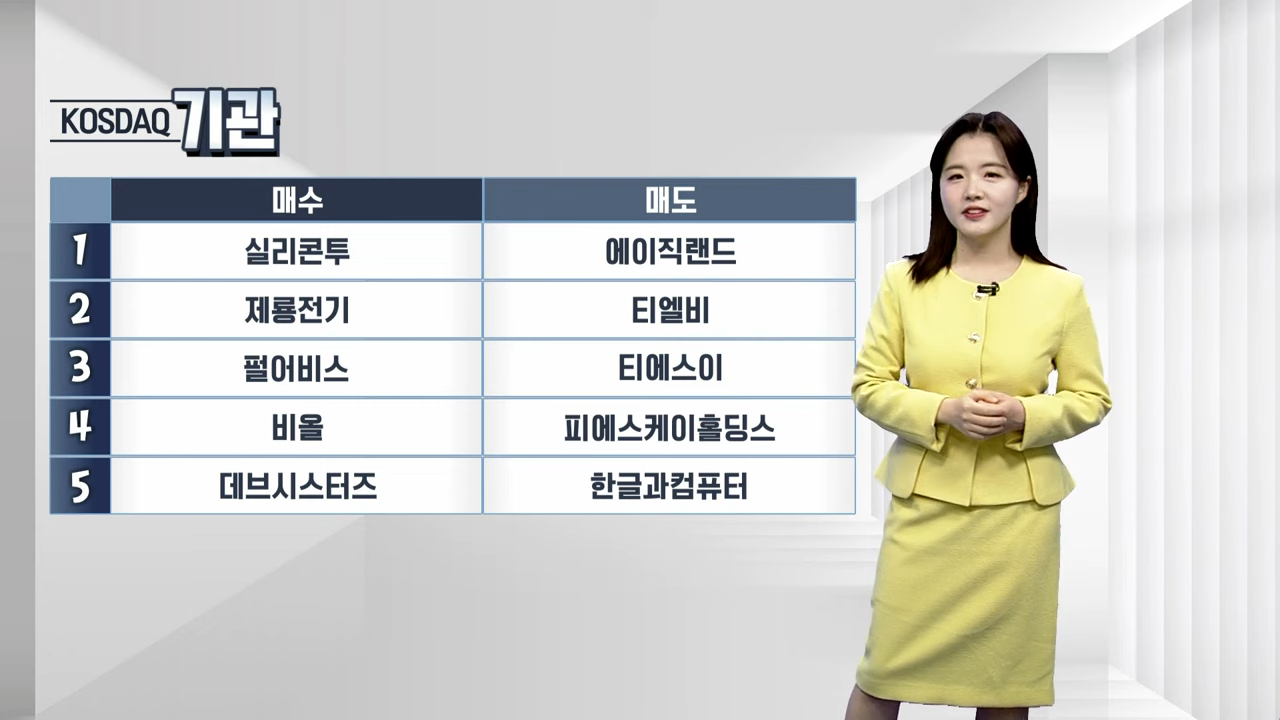 KOSDAQ 기관
매수 매도
1 실리콘투 에이직랜드
2 제룡전기 티엘비
3 펄어비스 티에스이
4 비올 피에스케이홀딩스
5 데브시스터즈 한글과컴퓨터